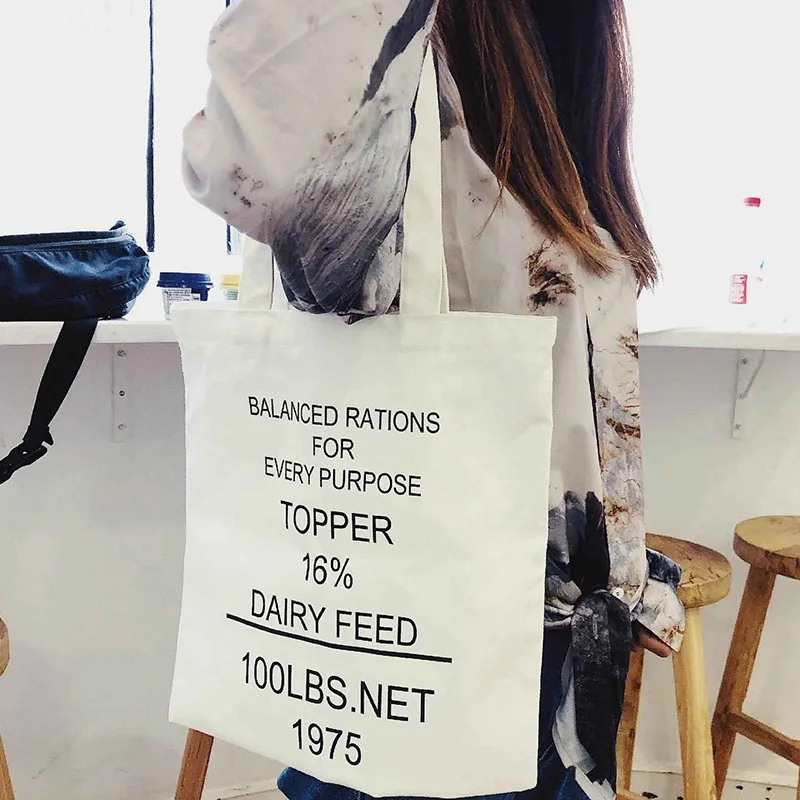 BALANCED RATIONS
FOR
EVERY PURPOSE
TOPPER
16%
DAIRY FEED
100LBS.NET
1975